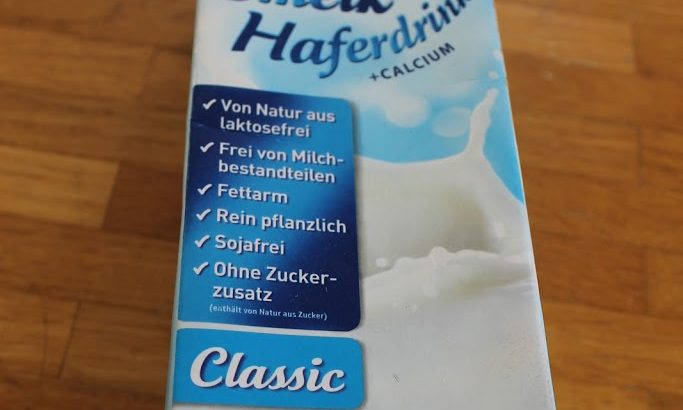 Haferdrink
+CALCIUM
✓ Von Natur aus
laktosefrei
✓ Frei von Milch-
bestandteilen
✓ Fettarm
✓ Rein pflanzlich
✓ Sojafrei
✓ Ohne Zucker-
zusatz
(enthält von Natur aus Zucker)
Classic